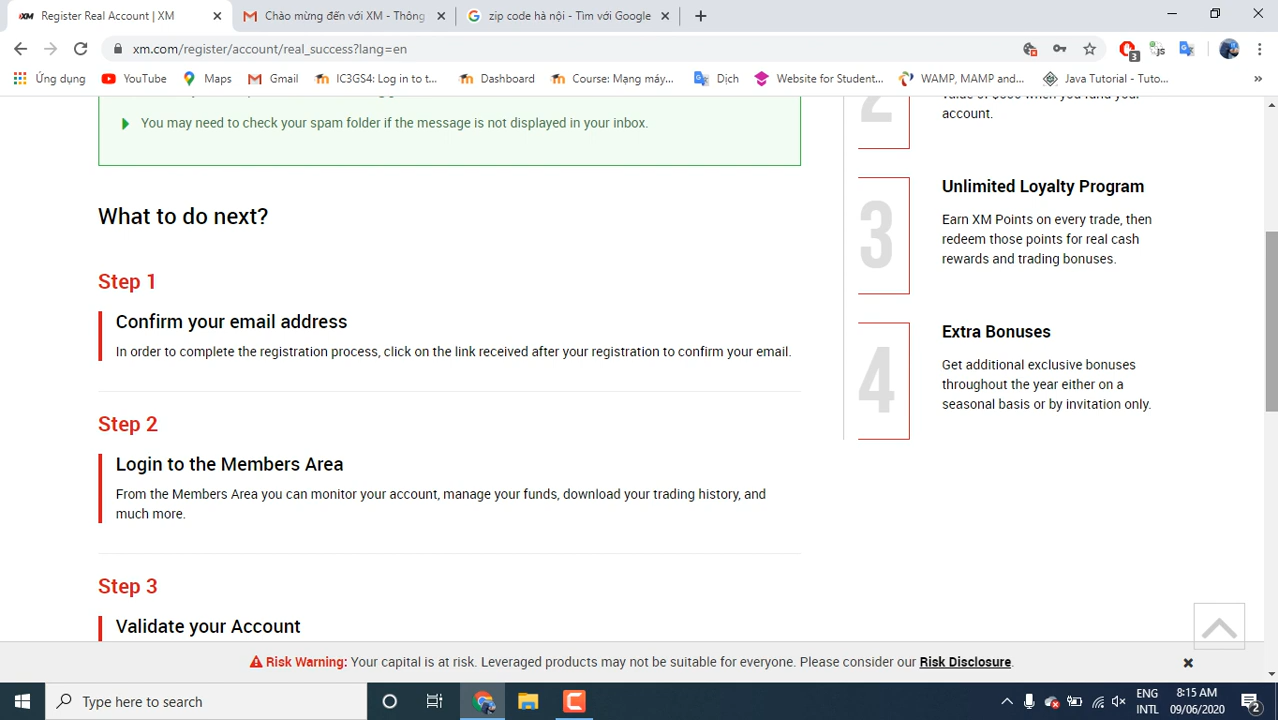 Register Real Account | XM
Chào mừng đến với XM - Thông
zip code hà nội - Tìm với Google
xm.com/register/account/real_success?lang=en
3
js
Ứng dụng
YouTube
Maps
Gmail
IC3GS4: Log in to t...
Dashboard
Course: Mạng máy...
Dịch
Website for Student...
WAMP, MAMP and...
Java Tutorial - Tuto...
»
You may need to check your spam folder if the message is not displayed in your inbox.
What to do next?
Step 1
Confirm your email address
In order to complete the registration process, click on the link received after your registration to confirm your email.
Step 2
Login to the Members Area
From the Members Area you can monitor your account, manage your funds, download your trading history, and
much more.
Step 3
Validate your Account
2
account.
3
Unlimited Loyalty Program
Earn XM Points on every trade, then
redeem those points for real cash
rewards and trading bonuses.
4
Extra Bonuses
Get additional exclusive bonuses
throughout the year either on a
seasonal basis or by invitation only.
Risk Warning: Your capital is at risk. Leveraged products may not be suitable for everyone. Please consider our Risk Disclosure.
Type here to search
ENG
INTL
8:15 AM
09/06/2020
2